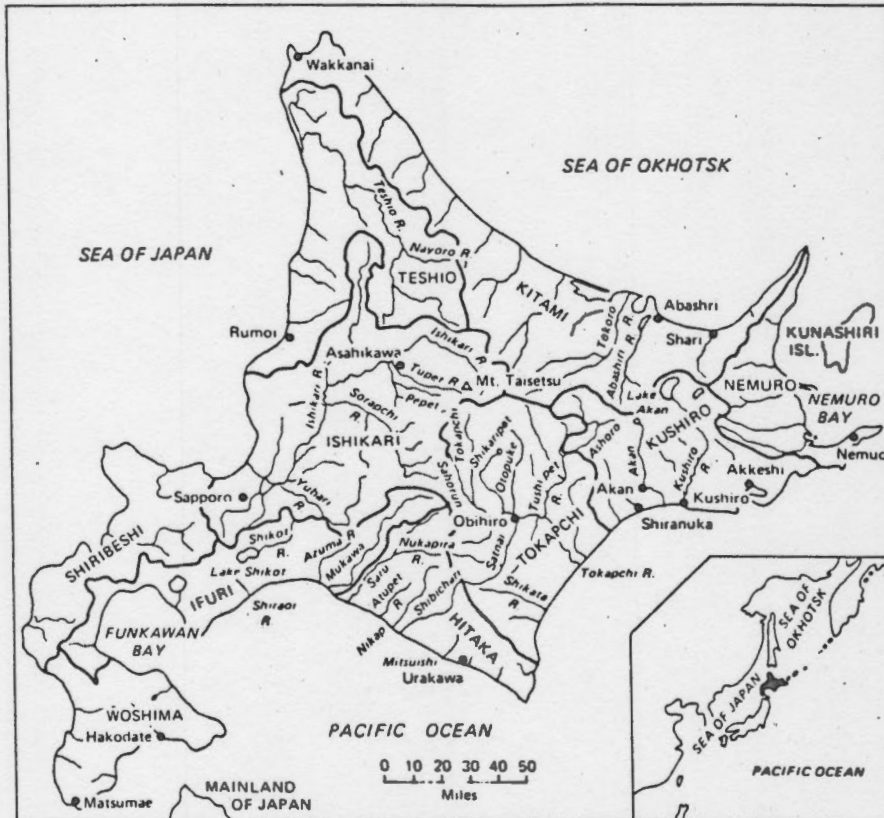 Wakkanai
SEA OF OKHOTSK
Teshio R.
SEA OF JAPAN
Nayoro R.
TESHIO
KITAMI
Abashri
Tokoro R.
Shari
KUNASHIRI
ISL.
Rumoi
Ishikari R.
Abashiri R.
Asahikawa
Tupet R.
Mt. Taisetsu
Pepet
Lake
Akan
NEMURO
NEMURO
BAY
Ishikari R.
Sorapchi
R.
Tokapchi
Shikaripet
Otopuke
KUSHIRO
Ashoro
ISHIKARI
Sahorun
Tushi pet
R.
Akan
Kushiro
R.
Akkeshi
Nemuo
Sapporo
Yubari
R.
Akan
Kushiro
Obihiro
Shiranuka
SHIRIBESHI
Shikot
R.
Azuma R
Mukawa
Nukapira
R.
Satnai
TOKAPCHI
Lake Shikot
Saru
Tokapchi R.
IFURI
Atupet
R
Shibichari
Shikata
R
Shiraoi
R.
FUNKAWAN
BAY
Nikap
HITAKA
Mitsuishi
Urakawa
WOSHIMA
Hakodate
PACIFIC OCEAN
0 10 20 30 40 50
Miles
Matsumae
MAINLAND
OF JAPAN
SEA OF
OKHOTSK
SEA OF JAPAN
PACIFIC OCEAN